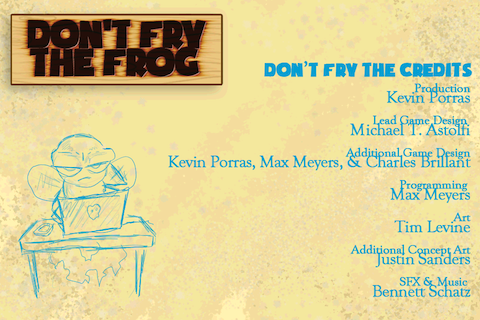 DON'T FRY
THE FROG
DON'T FRY THE CREDITS
Production
Kevin Porras
Lead Game Design
Michael T. Astolfi
Additional Game Design
Kevin Porras, Max Meyers, & Charles Brillant
Programming
Max Meyers
Art
Tim Levine
Additional Concept Art
Justin Sanders
SFX & Music
Bennett Schatz